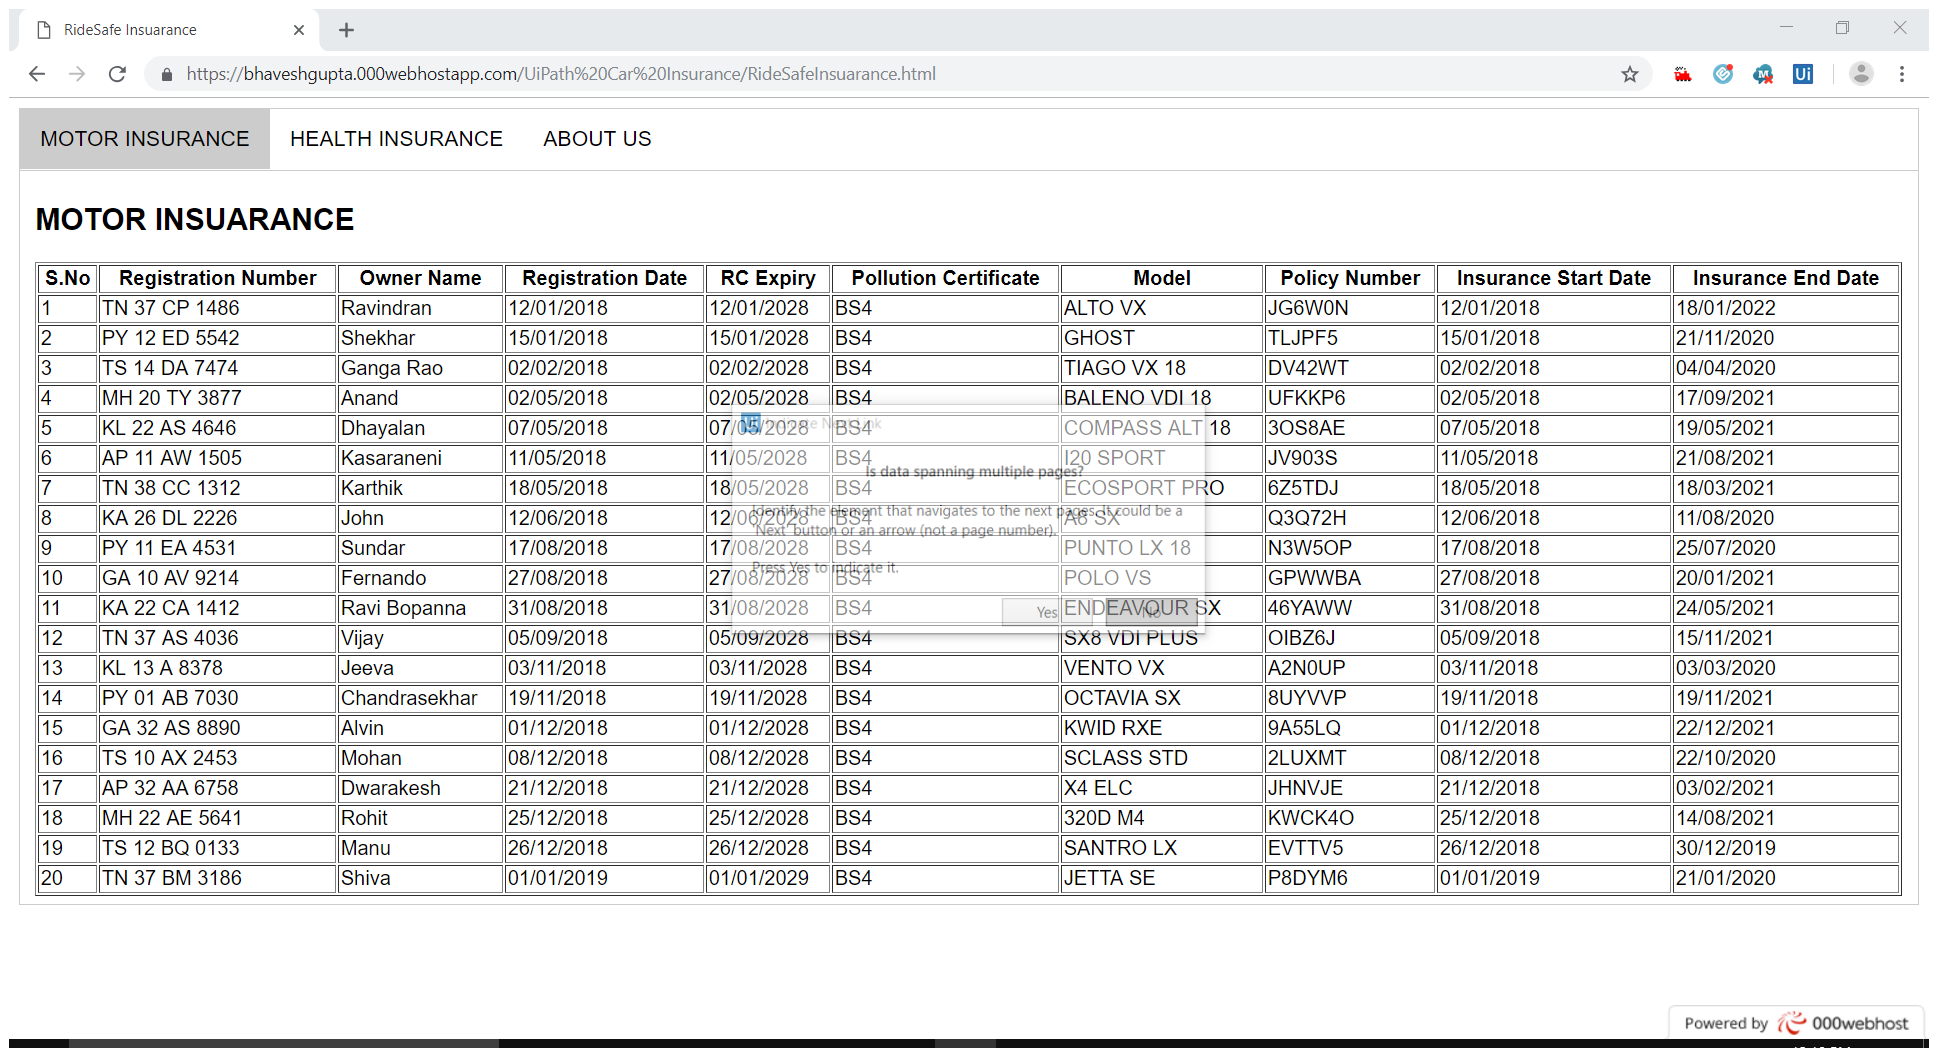 RideSafe Insuarance
https://bhaveshgupta.000webhostapp.com/UiPath%20Car%20Insurance/RideSafeInsuarance.html
MOTOR INSURANCE HEALTH INSURANCE ABOUT US
MOTOR INSUARANCE
S.No Registration Number Owner Name Registration Date RC Expiry Pollution Certificate Model Policy Number Insurance Start Date Insurance End Date
1 TN 37 CP 1486 Ravindran 12/01/2018 12/01/2028 BS4 ALTO VX JG6W0N 12/01/2018 18/01/2022
2 PY 12 ED 5542 Shekhar 15/01/2018 15/01/2028 BS4 GHOST TLJPF5 15/01/2018 21/11/2020
3 TS 14 DA 7474 Ganga Rao 02/02/2018 02/02/2028 BS4 TIAGO VX 18 DV42WT 02/02/2018 04/04/2020
4 MH 20 TY 3877 Anand 02/05/2018 02/05/2028 BS4 BALENO VDI 18 UFKKP6 02/05/2018 17/09/2021
5 KL 22 AS 4646 Dhayalan 07/05/2018 07/05/2028 BS4 COMPASS ALT 18 3OS8AE 07/05/2018 19/05/2021
6 AP 11 AW 1505 Kasaraneni 11/05/2018 11/05/2028 BS4 I20 SPORT JV903S 11/05/2018 21/08/2021
7 TN 38 CC 1312 Karthik 18/05/2018 18/05/2028 BS4 ECOSPORT PRO 6Z5TDJ 18/05/2018 18/03/2021
8 KA 26 DL 2226 John 12/06/2018 12/06/2028 BS4 A6 SX Q3Q72H 12/06/2018 11/08/2020
9 PY 11 EA 4531 Sundar 17/08/2018 17/08/2028 BS4 PUNTO LX 18 N3W5OP 17/08/2018 25/07/2020
10 GA 10 AV 9214 Fernando 27/08/2018 27/08/2028 BS4 POLO VS GPWWBA 27/08/2018 20/01/2021
11 KA 22 CA 1412 Ravi Bopanna 31/08/2018 31/08/2028 BS4 ENDEAVOUR SX 46YAWW 31/08/2018 24/05/2021
12 TN 37 AS 4036 Vijay 05/09/2018 05/09/2028 BS4 SX8 VDI PLUS OIBZ6J 05/09/2018 15/11/2021
13 KL 13 A 8378 Jeeva 03/11/2018 03/11/2028 BS4 VENTO VX A2N0UP 03/11/2018 03/03/2020
14 PY 01 AB 7030 Chandrasekhar 19/11/2018 19/11/2028 BS4 OCTAVIA SX 8UYVVP 19/11/2018 19/11/2021
15 GA 32 AS 8890 Alvin 01/12/2018 01/12/2028 BS4 KWID RXE 9A55LQ 01/12/2018 22/12/2021
16 TS 10 AX 2453 Mohan 08/12/2018 08/12/2028 BS4 SCLASS STD 2LUXMT 08/12/2018 22/10/2020
17 AP 32 AA 6758 Dwarakesh 21/12/2018 21/12/2028 BS4 X4 ELC JHNVJE 21/12/2018 03/02/2021
18 MH 22 AE 5641 Rohit 25/12/2018 25/12/2028 BS4 320D M4 KWCK4O 25/12/2018 14/08/2021
19 TS 12 BQ 0133 Manu 26/12/2018 26/12/2028 BS4 SANTRO LX EVTTV5 26/12/2018 30/12/2019
20 TN 37 BM 3186 Shiva 01/01/2019 01/01/2029 BS4 JETTA SE P8DYM6 01/01/2019 21/01/2020
Ui Indicate Next Link
Is data spanning multiple pages?
Identify the element that navigates to the next pages. It could be a
'Next' button or an arrow (not a page number).
Press Yes to indicate it.
Yes No
Powered by 000webhost